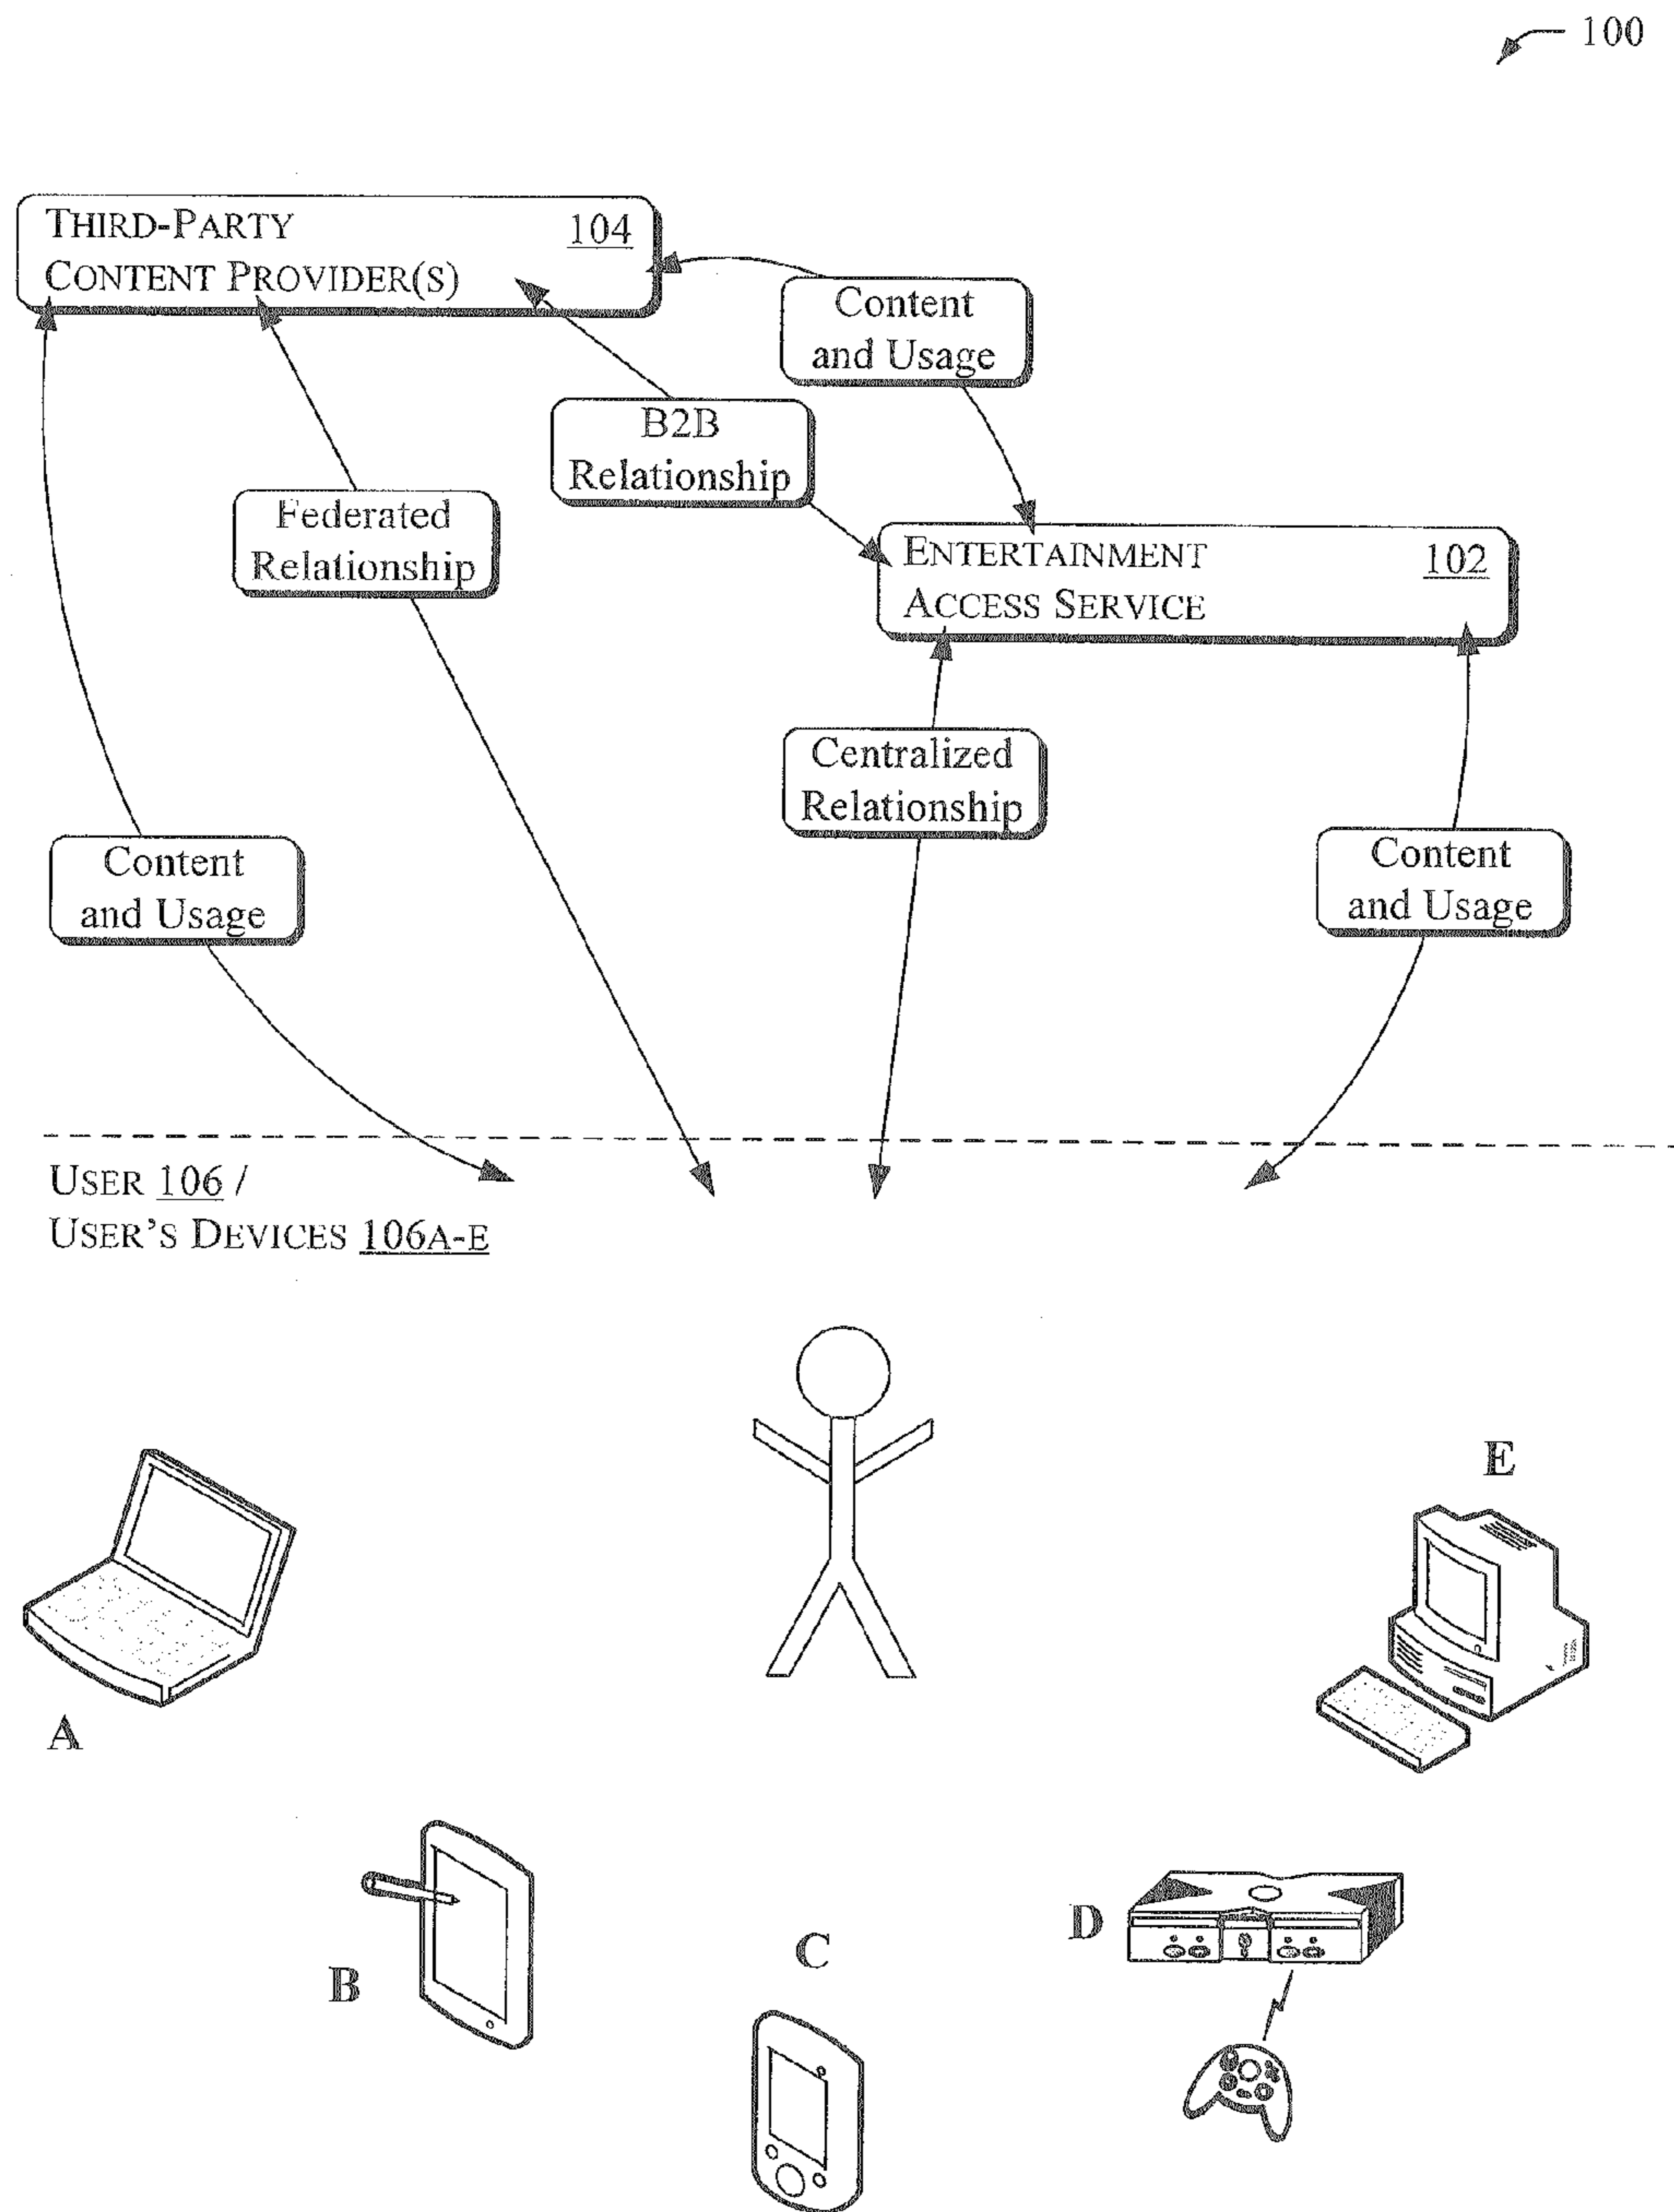 100
THIRD-PARTY
CONTENT PROVIDER(S)
104
Content
and Usage
B2B
Relationship
Federated
Relationship
ENTERTAINMENT
ACCESS SERVICE
102
Centralized
Relationship
Content
and Usage
Content
and Usage
USER 106 /
USER'S DEVICES 106A-E
A
B
C
D
E